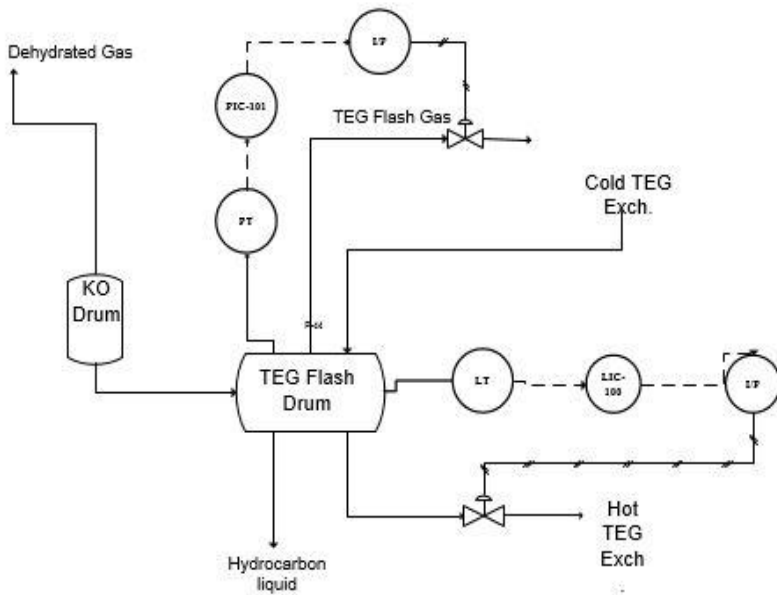 Dehydrated Gas
I/P
PIC-101
TEG Flash Gas
PT
Cold TEG
Exch.
KO
Drum
TEG Flash
Drum
LT
LIC-
100
I/P
Hydrocarbon
liquid
Hot
TEG
Exch